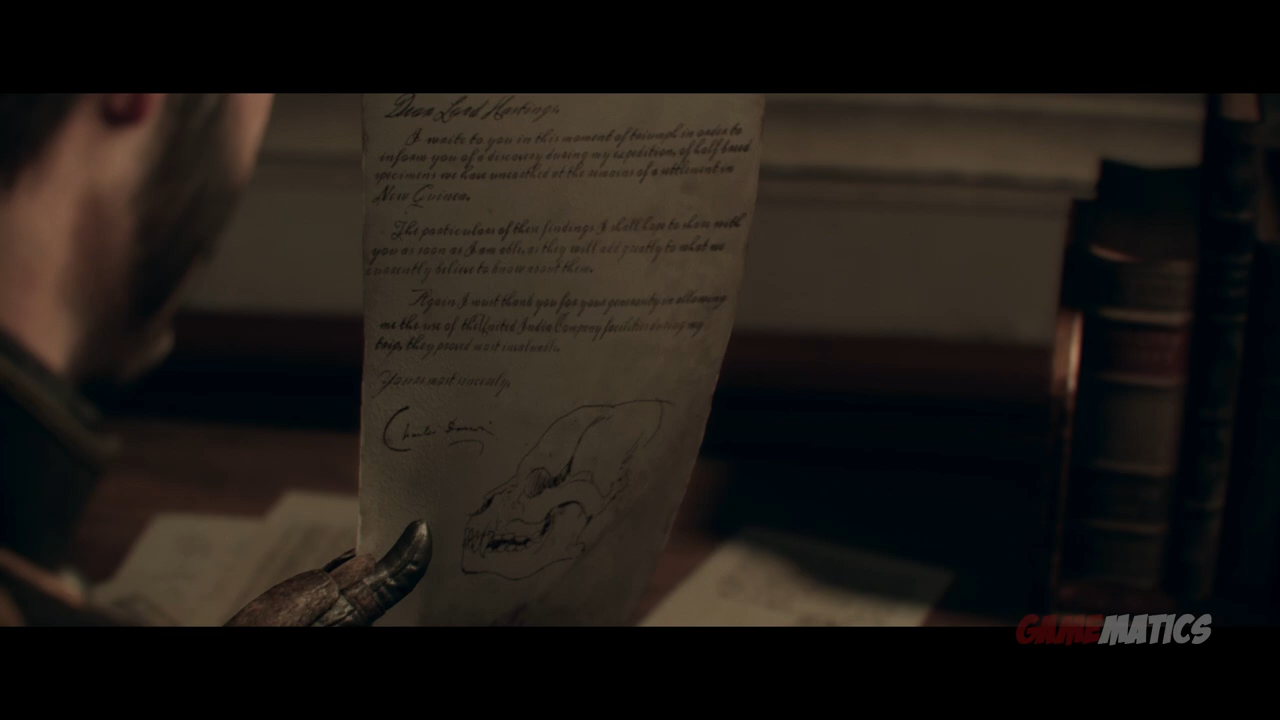 Dear Lord Hastings,
I write to you in this moment of triumph in order to
inform you of a discovery during my expedition, of half breed
specimens we have unearthed at the remains of a settlement in
New Guinea.
The particulars of these findings I shall hope to share with
you as soon as I am able, as they will add greatly to what we
currently believe to know about them.
Again I must thank you for your generosity in allowing
me the use of the United India Company facilities during my
trip, they proved most invaluable.
Yours most sincerely,
Charles Darwin
GAMEMATICS